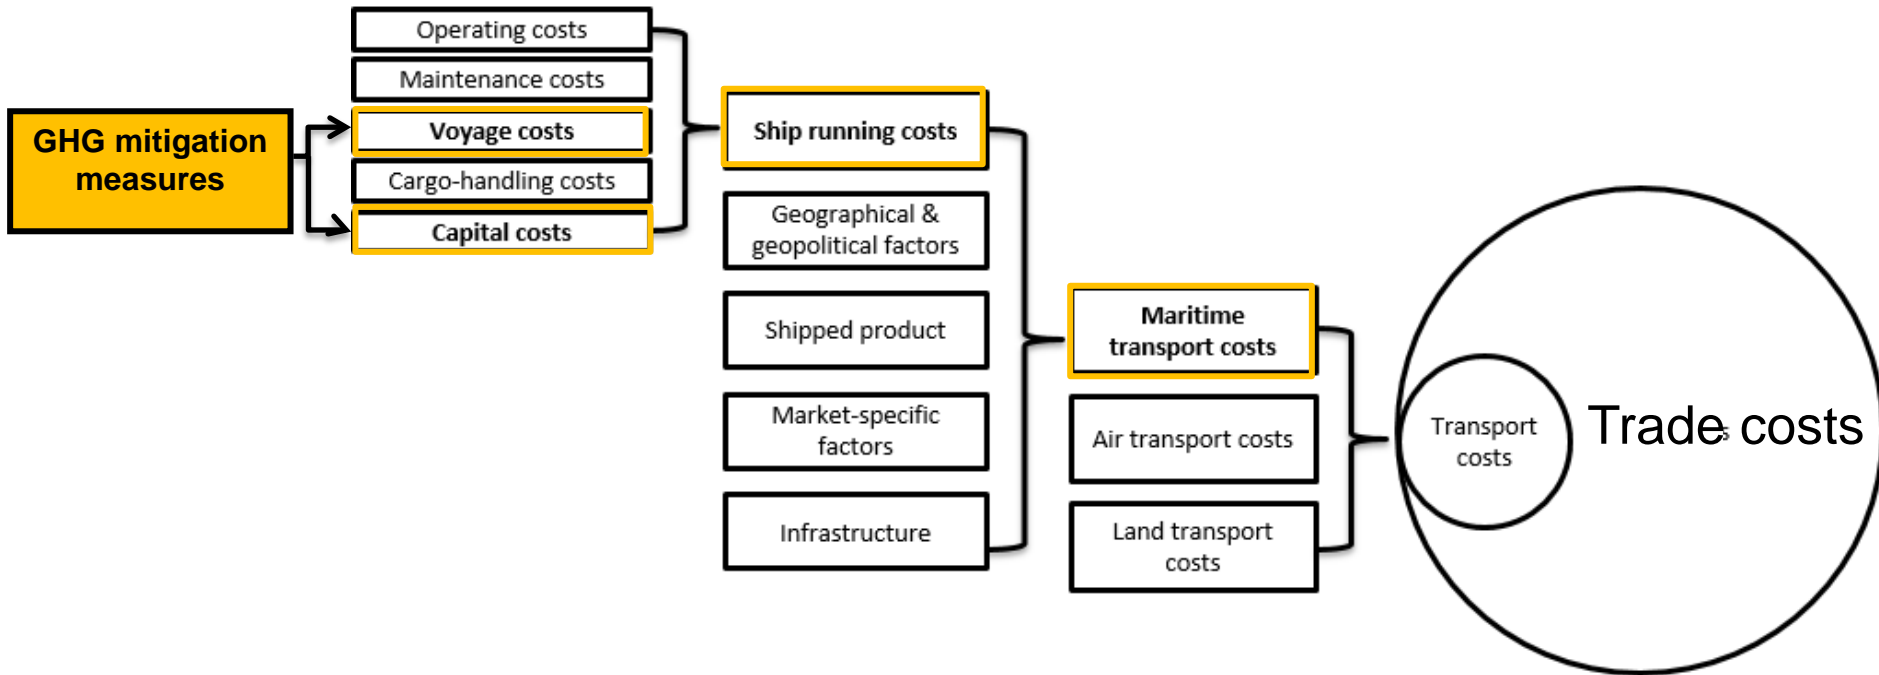 GHG mitigation
measures
Operating costs
Maintenance costs
Voyage costs
Cargo-handling costs
Capital costs
Ship running costs
Geographical &
geopolitical factors
Shipped product
Market-specific
factors
Infrastructure
Maritime
transport costs
Air transport costs
Land transport
costs
Transport
costs
Trade costs